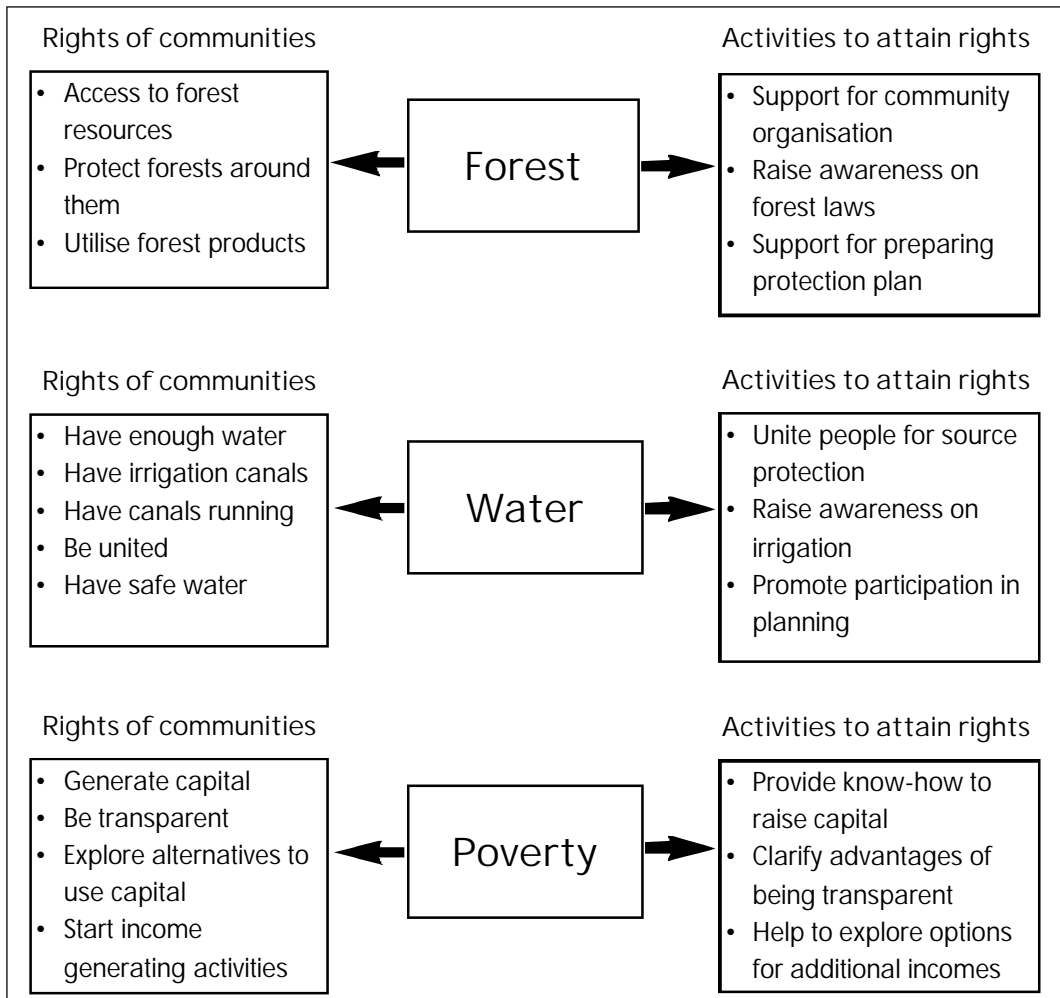 Rights of communities
• Access to forest
resources
• Protect forests around
them
• Utilise forest products
Forest
Activities to attain rights
• Support for community
organisation
• Raise awareness on
forest laws
• Support for preparing
protection plan
Rights of communities
• Have enough water
• Have irrigation canals
• Have canals running
• Be united
• Have safe water
Water
Activities to attain rights
• Unite people for source
protection
• Raise awareness on
irrigation
• Promote participation in
planning
Rights of communities
• Generate capital
• Be transparent
• Explore alternatives to
use capital
• Start income
generating activities
Poverty
Activities to attain rights
• Provide know-how to
raise capital
• Clarify advantages of
being transparent
• Help to explore options
for additional incomes